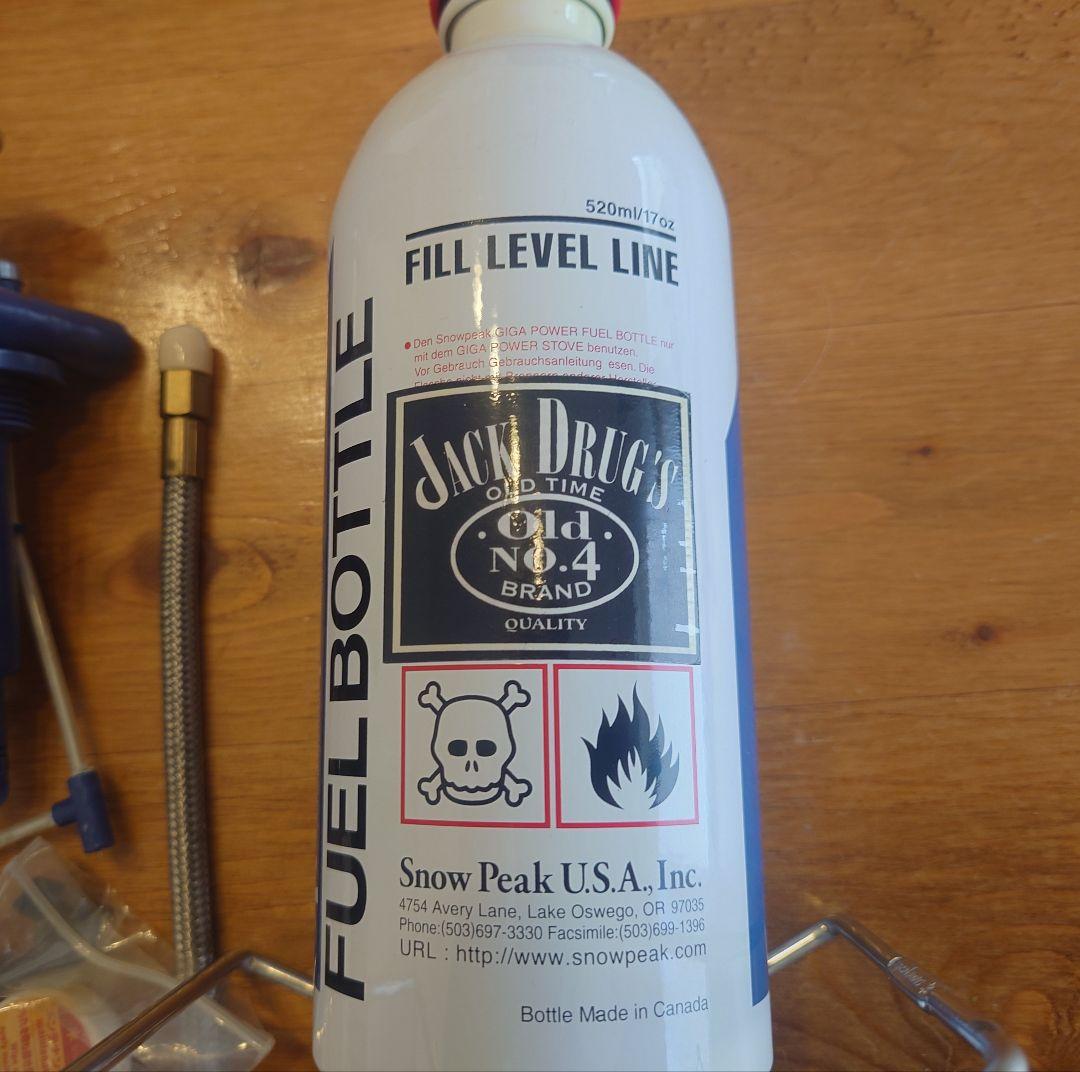 520ml/17oz
FILL LEVEL LINE
FUEL BOTTLE
● Den Snowpeak GIGA POWER FUEL BOTTLE nur
mit dem GIGA POWER STOVE benutzen.
Vor Gebrauch Gebrauchsanleitung esen. Die
JACK DRUG'S
OLD TIME
· Old ·
NO.4
BRAND
QUALITY
Snow Peak U.S.A., Inc.
4754 Avery Lane, Lake Oswego, OR 97035
Phone:(503)697-3330 Facsimile:(503)699-1396
URL : http://www.snowpeak.com
Bottle Made in Canada